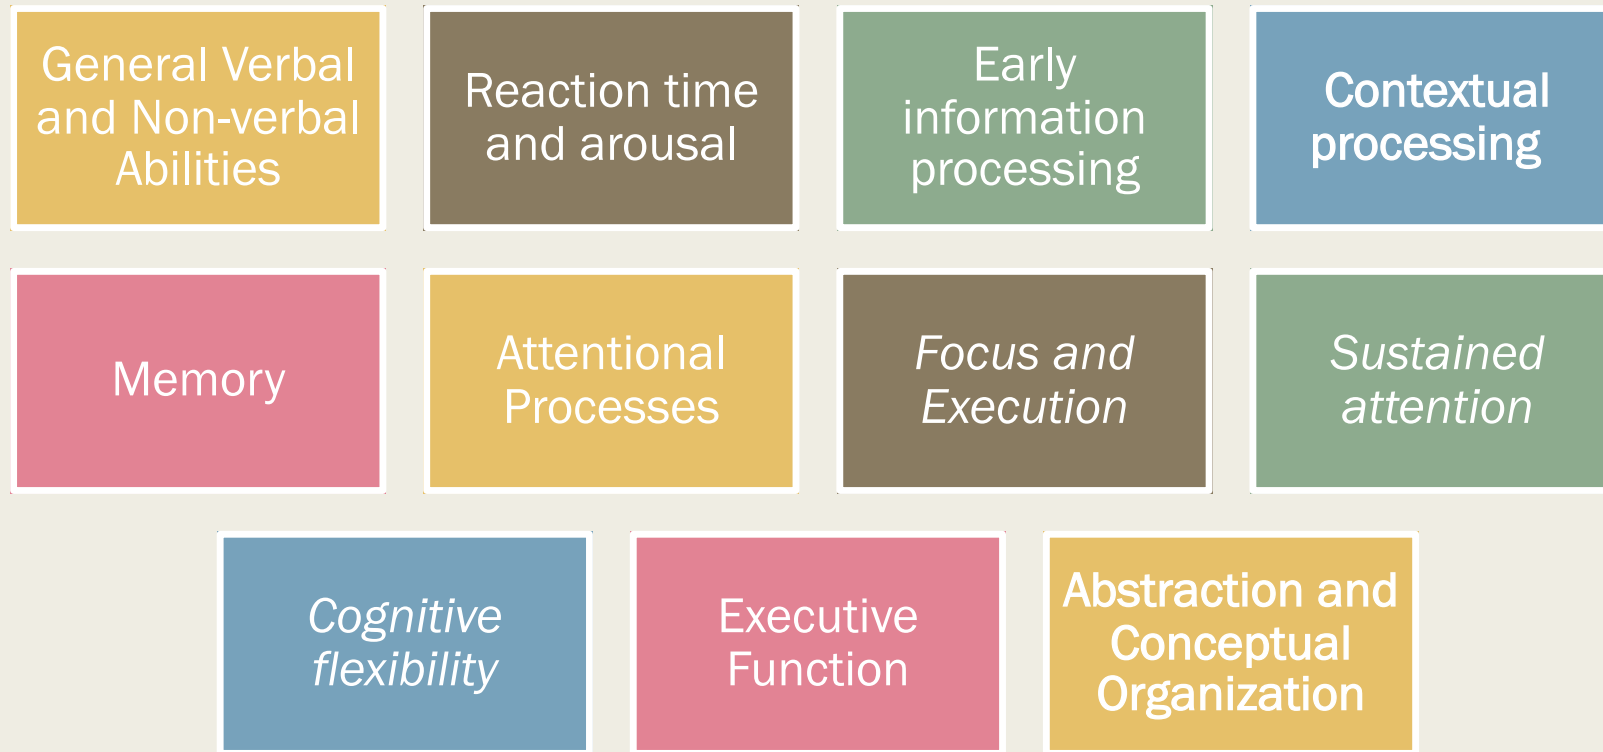 General Verbal
and Non-verbal
Abilities
Reaction time
and arousal
Early
information
processing
Contextual
processing
Memory
Attentional
Processes
Focus and
Execution
Sustained
attention
Cognitive
flexibility
Executive
Function
Abstraction and
Conceptual
Organization